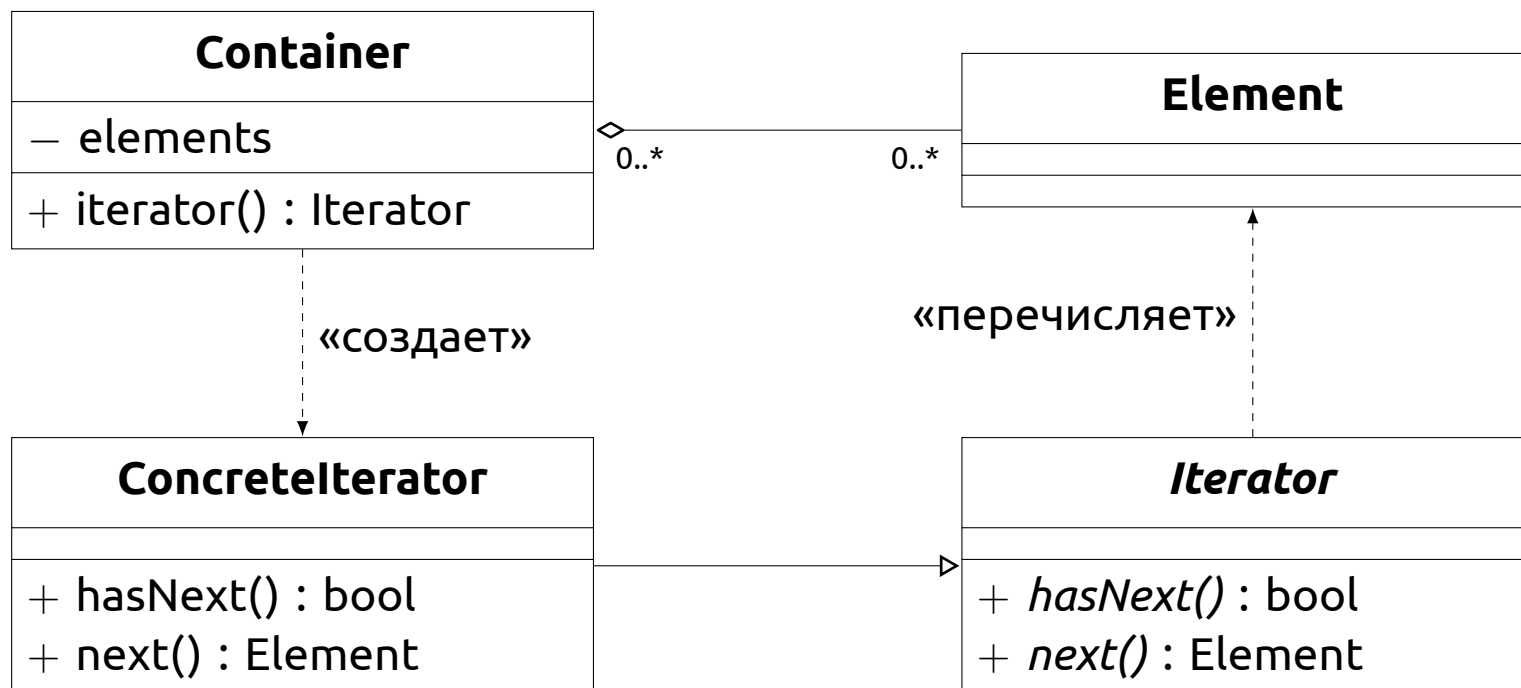 Container
− elements
+ iterator() : Iterator
0..*
0..*
Element
«создает»
«перечисляет»
ConcreteIterator
+ hasNext() : bool
+ next() : Element
Iterator
+ hasNext() : bool
+ next() : Element